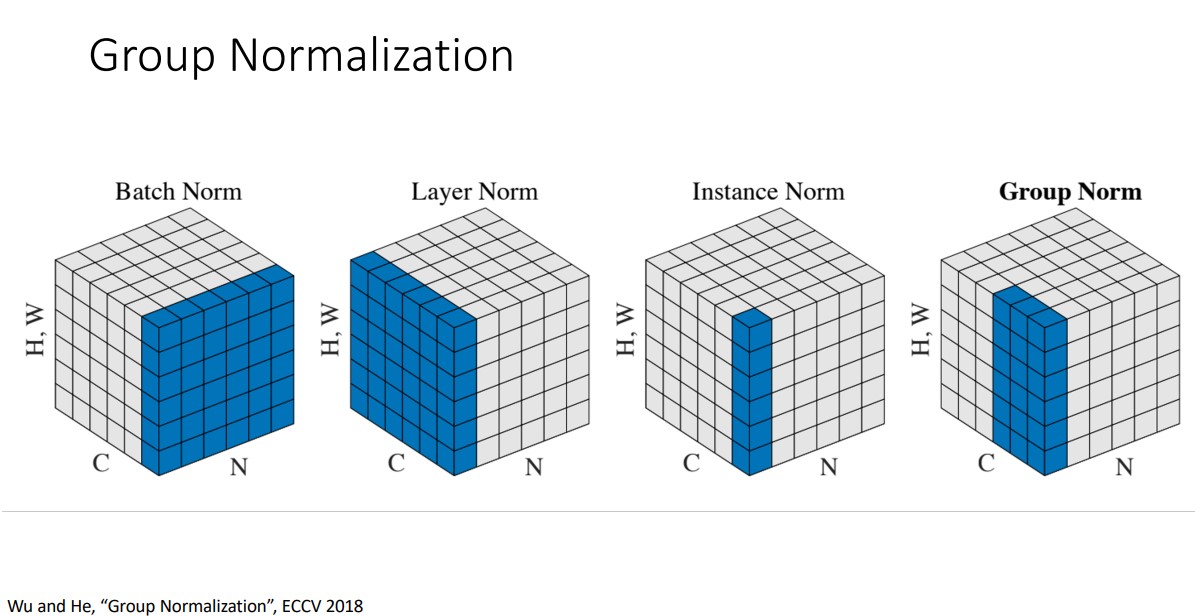 Group Normalization
Batch Norm
Layer Norm
Instance Norm
Group Norm
H, W
C
N
H, W
C
N
H, W
C
N
H, W
C
N
Wu and He, “Group Normalization”, ECCV 2018